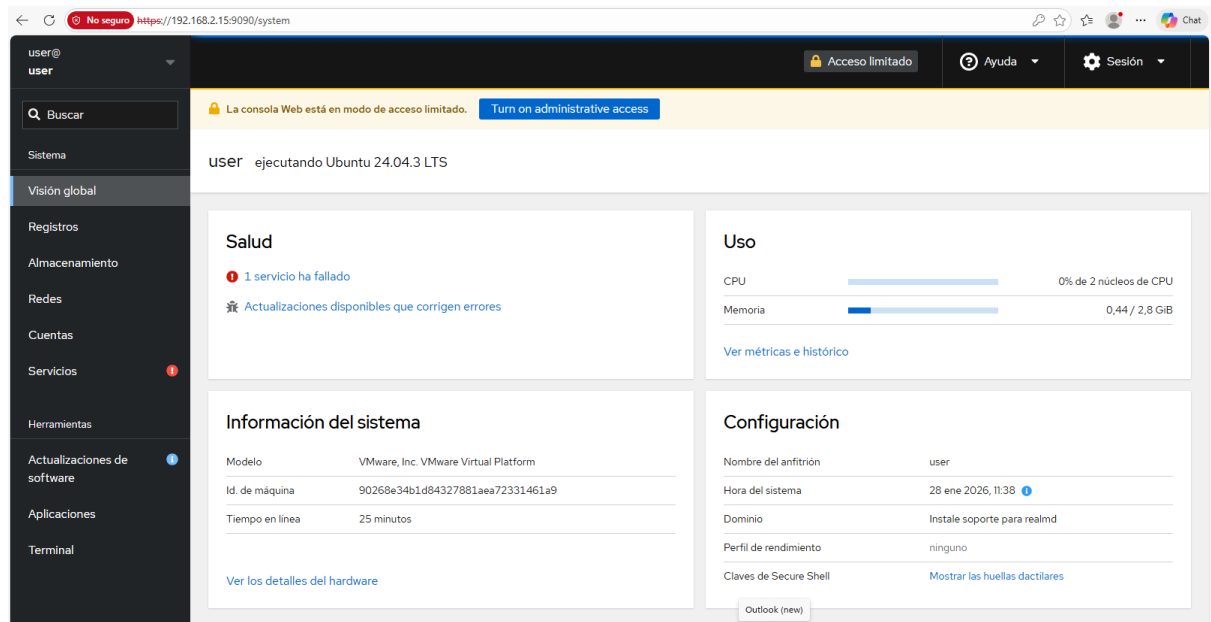 No seguro https://192.168.2.15:9090/system
Chat
user@
user
Acceso limitado
Ayuda
Sesión
Buscar
La consola Web está en modo de acceso limitado.
Turn on administrative access
Sistema
user ejecutando Ubuntu 24.04.3 LTS
Visión global
Registros
Almacenamiento
Redes
Cuentas
Servicios
Herramientas
Actualizaciones de
software
Aplicaciones
Terminal
Salud
1 servicio ha fallado
Actualizaciones disponibles que corrigen errores
Uso
CPU 0% de 2 núcleos de CPU
Memoria 0,44 / 2,8 GiB
Ver métricas e histórico
Información del sistema
Modelo VMware, Inc. VMware Virtual Platform
Id. de máquina 90268e34b1d84327881aea72331461a9
Tiempo en línea 25 minutos
Ver los detalles del hardware
Configuración
Nombre del anfitrión user
Hora del sistema 28 ene 2026, 11:38
Dominio Instale soporte para realmd
Perfil de rendimiento ninguno
Claves de Secure Shell Mostrar las huellas dactilares
Outlook (new)